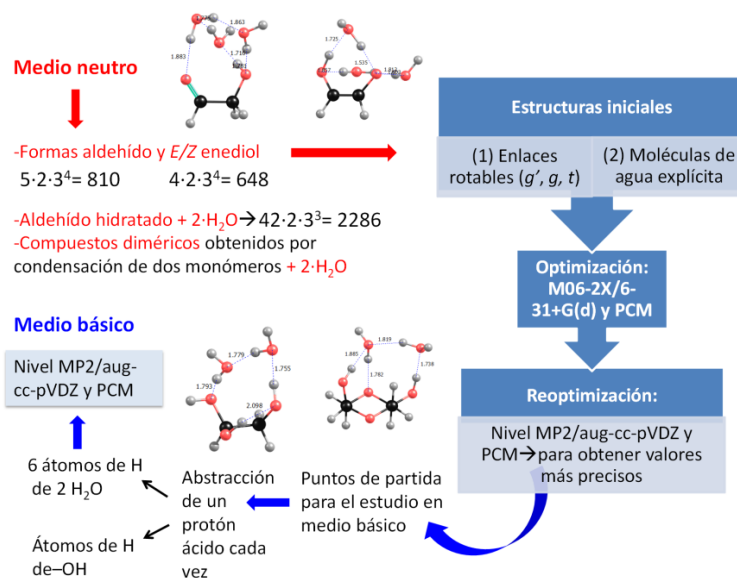 Medio neutro
-Formas aldehído y E/Z enediol
5·2·3⁴= 810 4·2·3⁴= 648
-Aldehído hidratado + 2·H₂O→42·2·3³= 2286
-Compuestos diméricos obtenidos por
condensación de dos monómeros + 2·H₂O
Estructuras iniciales
(1) Enlaces
rotables (g’, g, t)
(2) Moléculas de
agua explícita
Optimización:
M06-2X/6-
31+G(d) y PCM
Reoptimización:
Nivel MP2/aug-cc-pVDZ y
PCM→para obtener valores
más precisos
Puntos de partida
para el estudio en
medio básico
Abstracción
de un
protón
ácido cada
vez
6 átomos de H
de 2 H₂O
Átomos de H
de–OH
Medio básico
Nivel MP2/aug-
cc-pVDZ y PCM
1.863
1.883
1.725
1.535
1.779
1.755
1.793
2.098
1.819
1.885
1.738
1.782